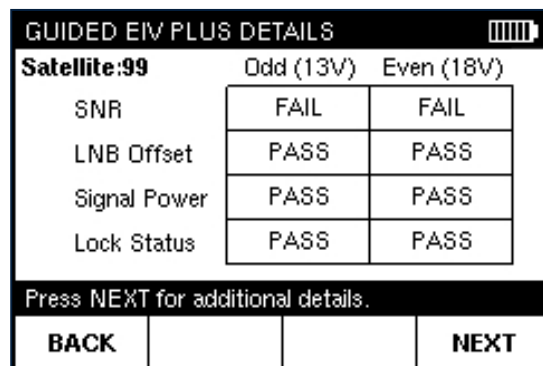 GUIDED EIV PLUS DETAILS
Satellite:99 Odd (13V) Even (18V)
SNR FAIL FAIL
LNB Offset PASS PASS
Signal Power PASS PASS
Lock Status PASS PASS
Press NEXT for additional details.
BACK NEXT